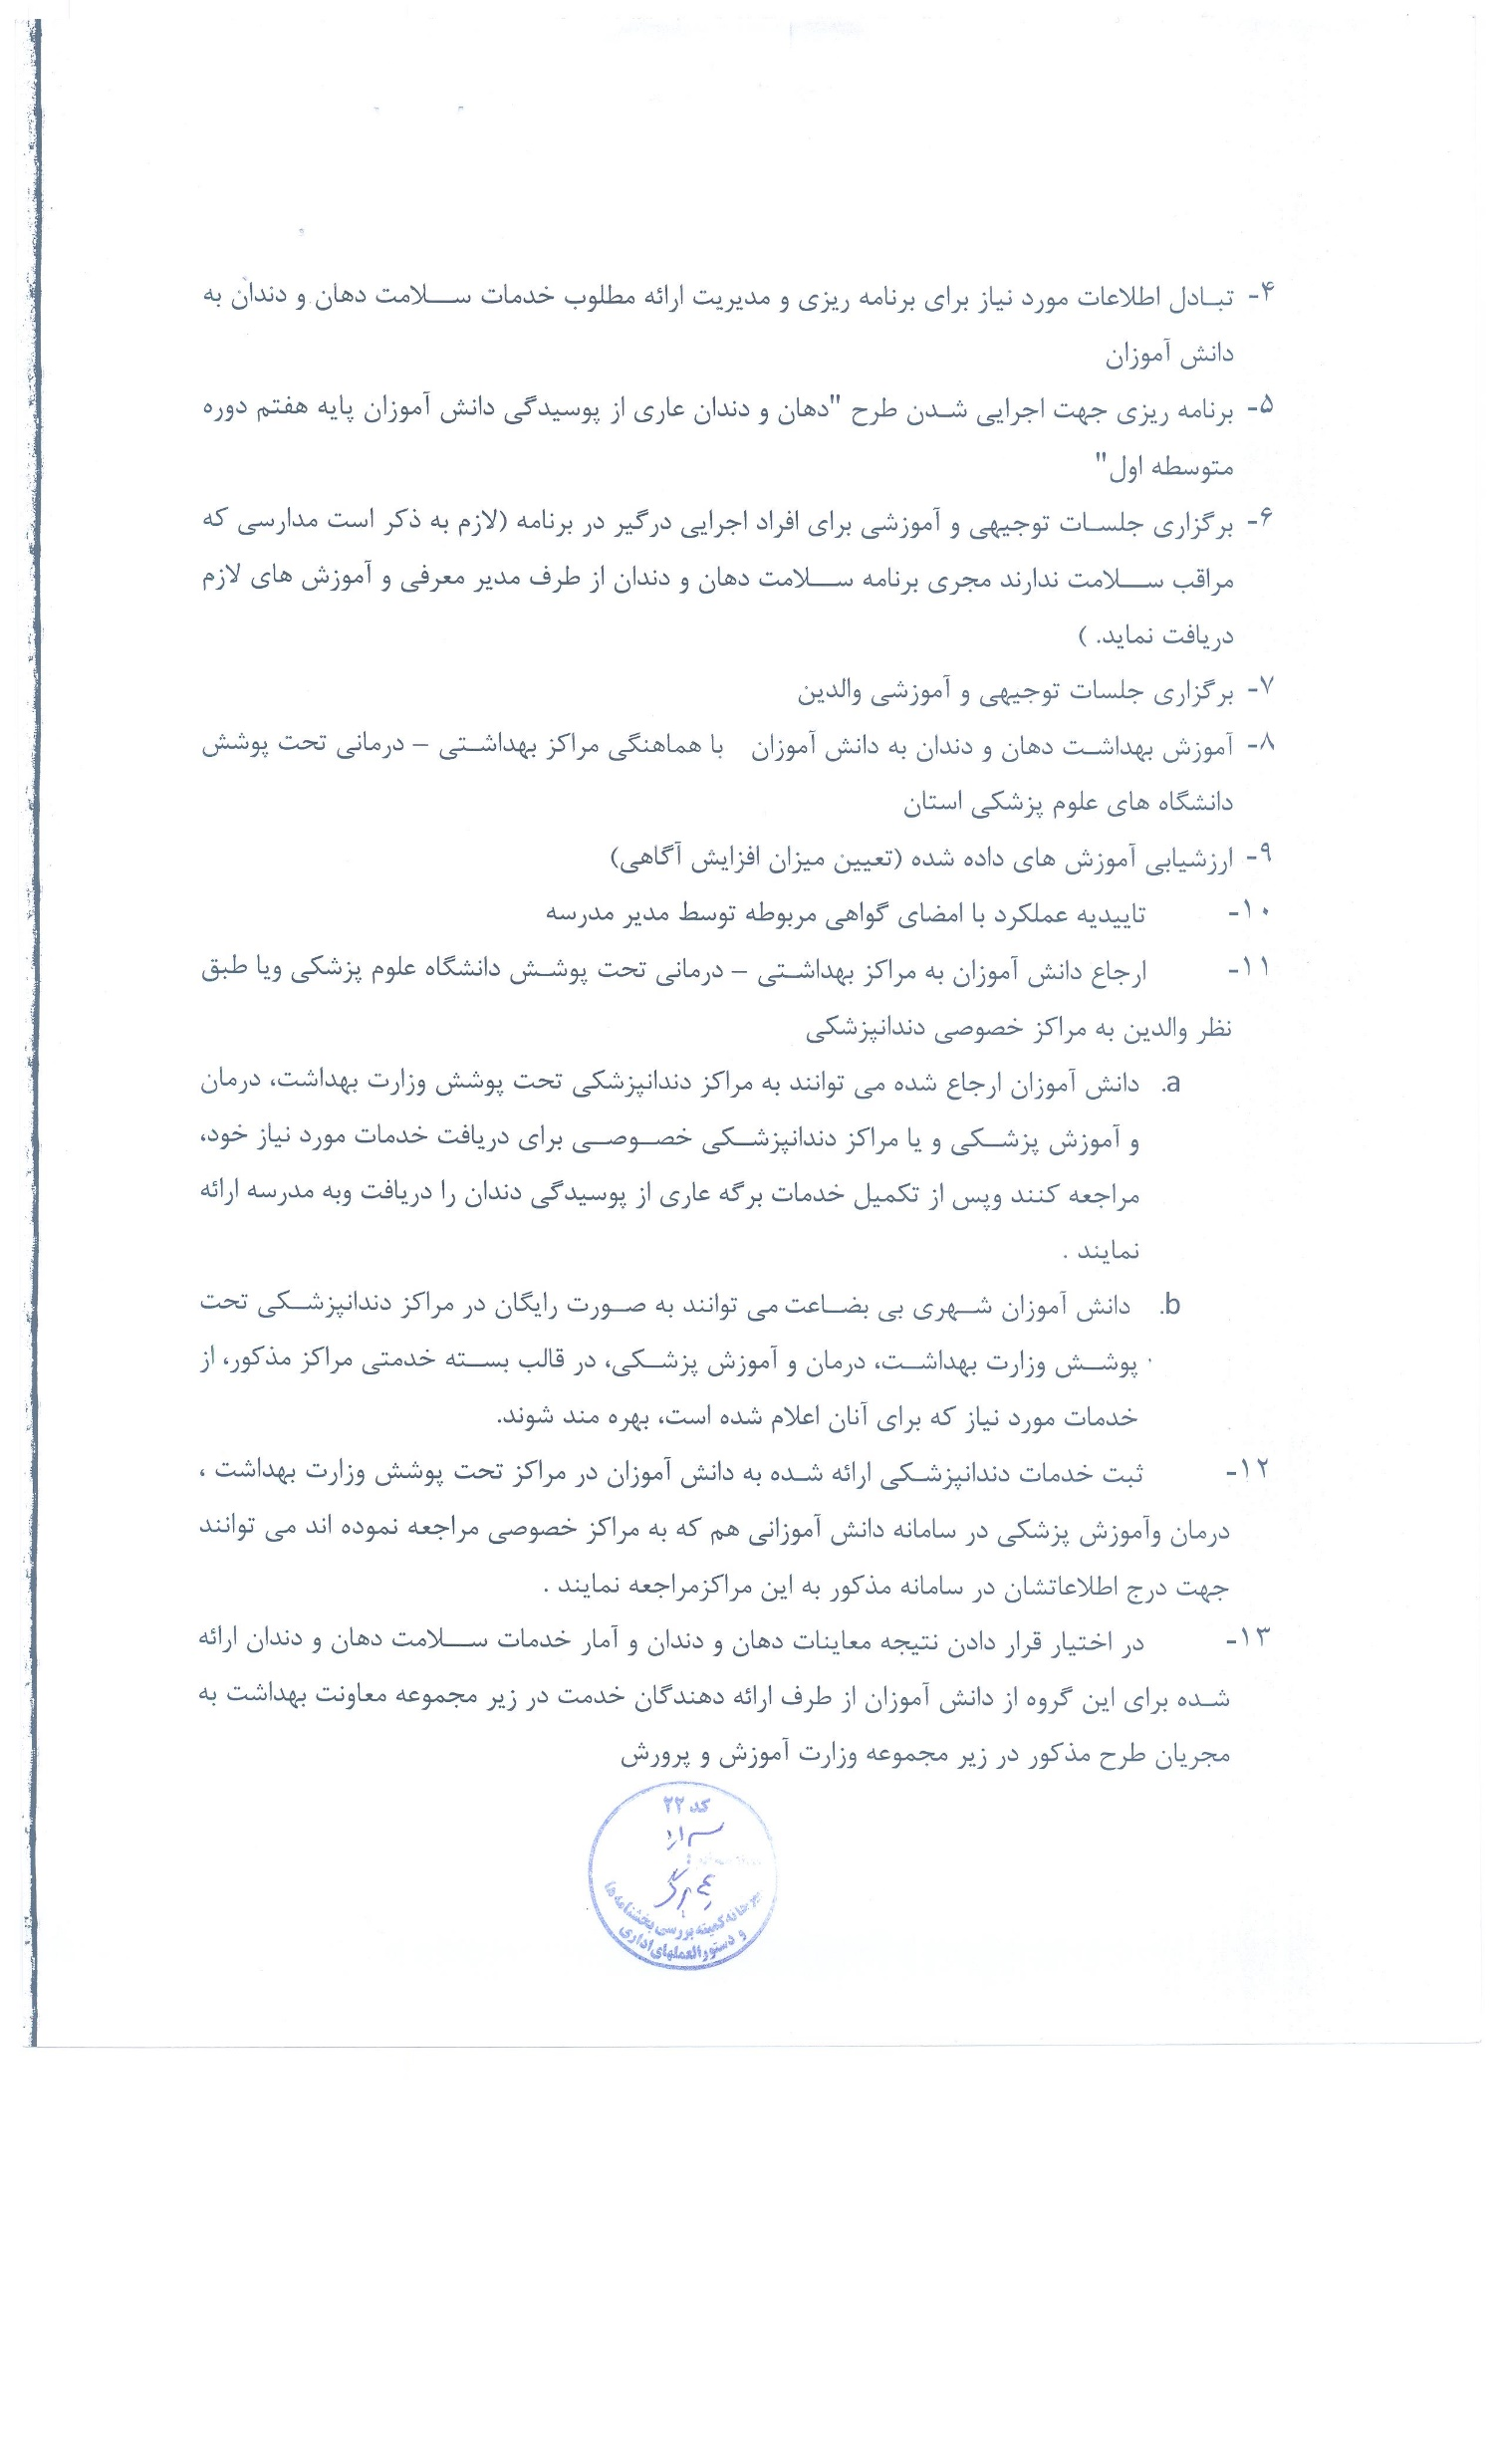 ۴- تبادل اطلاعات مورد نیاز برای برنامه ریزی و مدیریت ارائه مطلوب خدمات سلامت دهان و دندان به
دانش آموزان
۵- برنامه ریزی جهت اجرایی شدن طرح "دهان و دندان عاری از پوسیدگی دانش آموزان پایه هفتم دوره
متوسطه اول"
۶- برگزاری جلسات توجیهی و آموزشی برای افراد اجرایی درگیر در برنامه (لازم به ذکر است مدارسی که
مراقب سلامت ندارند مجری برنامه سلامت دهان و دندان از طرف مدیر معرفی و آموزش های لازم
دریافت نماید. )
۷- برگزاری جلسات توجیهی و آموزشی والدین
۸- آموزش بهداشت دهان و دندان به دانش آموزان با هماهنگی مراکز بهداشتی – درمانی تحت پوشش
دانشگاه های علوم پزشکی استان
۹- ارزشیابی آموزش های داده شده (تعیین میزان افزایش آگاهی)
۱۰- تاییدیه عملکرد با امضای گواهی مربوطه توسط مدیر مدرسه
۱۱- ارجاع دانش آموزان به مراکز بهداشتی – درمانی تحت پوشش دانشگاه علوم پزشکی ویا طبق
نظر والدین به مراکز خصوصی دندانپزشکی
a. دانش آموزان ارجاع شده می توانند به مراکز دندانپزشکی تحت پوشش وزارت بهداشت، درمان
و آموزش پزشکی و یا مراکز دندانپزشکی خصوصی برای دریافت خدمات مورد نیاز خود،
مراجعه کنند وپس از تکمیل خدمات برگه عاری از پوسیدگی دندان را دریافت وبه مدرسه ارائه
نمایند .
b. دانش آموزان شهری بی بضاعت می توانند به صورت رایگان در مراکز دندانپزشکی تحت
پوشش وزارت بهداشت، درمان و آموزش پزشکی، در قالب بسته خدمتی مراکز مذکور، از
خدمات مورد نیاز که برای آنان اعلام شده است، بهره مند شوند.
۱۲- ثبت خدمات دندانپزشکی ارائه شده به دانش آموزان در مراکز تحت پوشش وزارت بهداشت ،
درمان وآموزش پزشکی در سامانه دانش آموزانی هم که به مراکز خصوصی مراجعه نموده اند می توانند
جهت درج اطلاعاتشان در سامانه مذکور به این مراکزمراجعه نمایند .
۱۳- در اختیار قرار دادن نتیجه معاینات دهان و دندان و آمار خدمات سلامت دهان و دندان ارائه
شده برای این گروه از دانش آموزان از طرف ارائه دهندگان خدمت در زیر مجموعه معاونت بهداشت به
مجریان طرح مذکور در زیر مجموعه وزارت آموزش و پرورش
کد ۲۲
دبیرخانه کمیته بررسی بخشنامه ها
و دستورالعملهای اداری